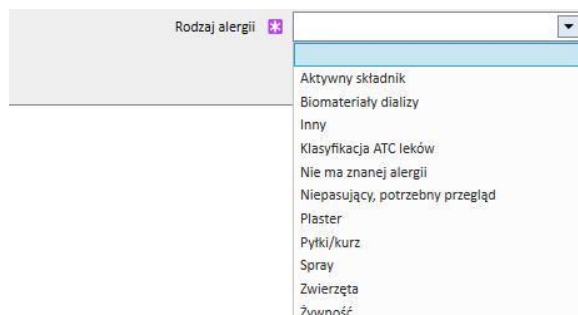 Rodzaj alergii
Aktywny składnik
Biomateriały dializy
Inny
Klasyfikacja ATC leków
Nie ma znanej alergii
Niepasujący, potrzebny przegląd
Plaster
Pyłki/kurz
Spray
Zwierzęta
Żywność